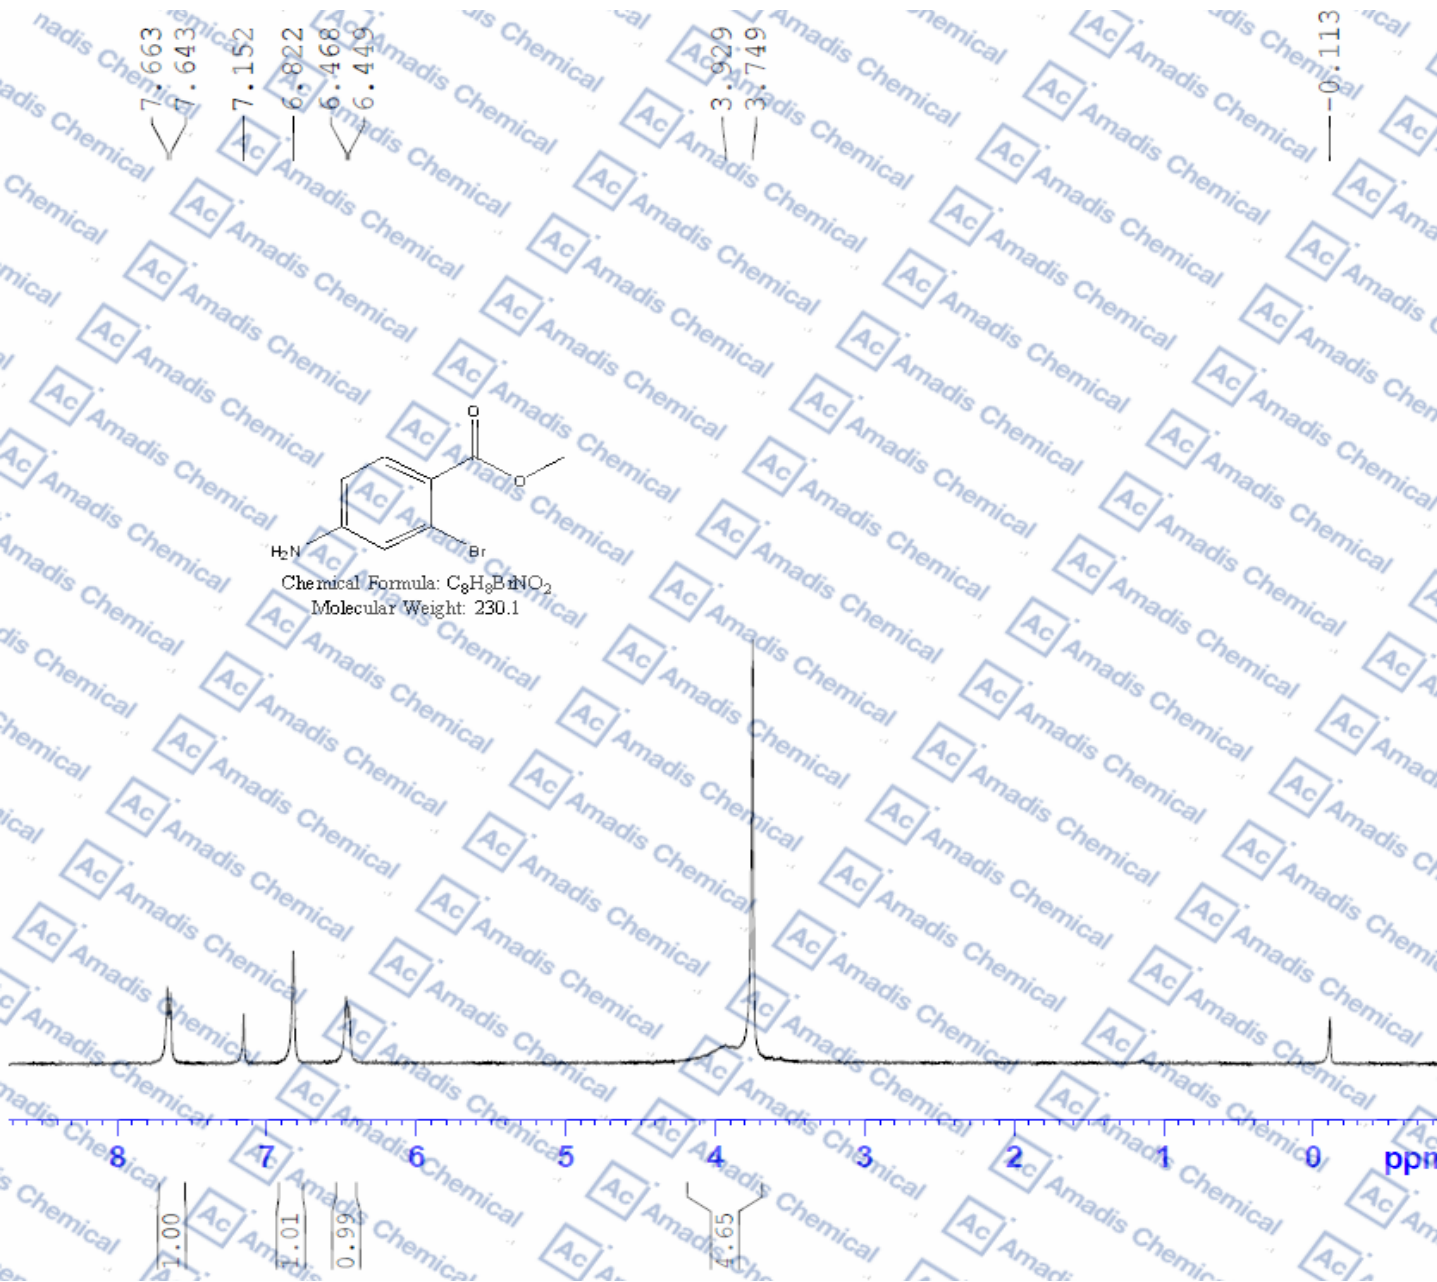 7.663
7.643
7.152
6.822
6.468
6.449
3.929
3.749
-0.113
O
O
H2N
Br
Chemical Formula: C8H8BrNO2
Molecular Weight: 230.1
8 7 6 5 4 3 2 1 0 ppm
1.00
1.01
0.99
4.65
Ac Amadis Chemical